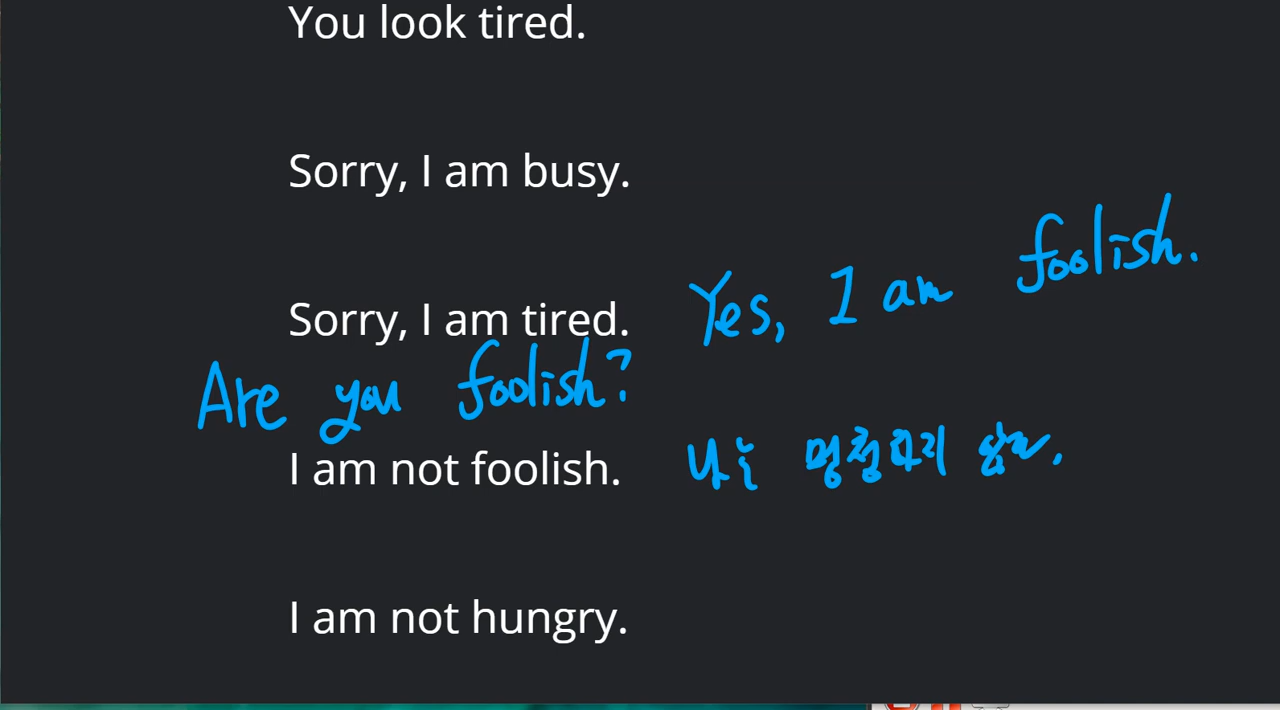 You look tired.
Sorry, I am busy.
Sorry, I am tired.
Yes, I am foolish.
Are you foolish?
I am not foolish.
나는 멍청하지 않다.
I am not hungry.